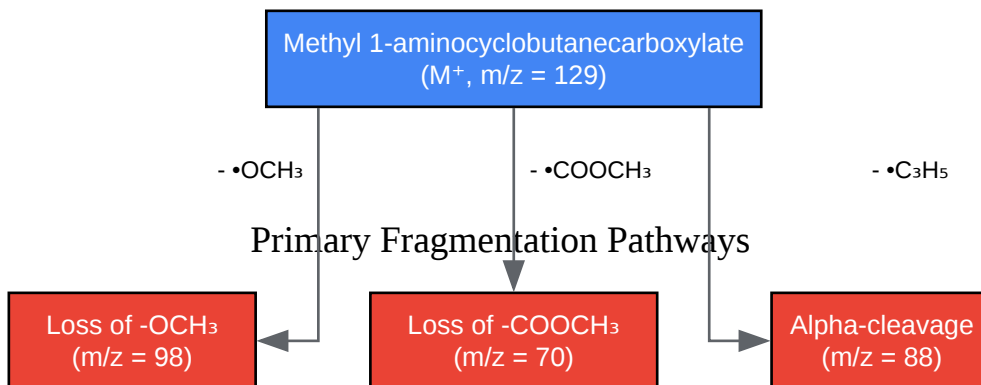 Methyl 1-aminocyclobutanecarboxylate
(M⁺, m/z = 129)
- •OCH₃
- •COOCH₃
- •C₃H₅
Primary Fragmentation Pathways
Loss of -OCH₃
(m/z = 98)
Loss of -COOCH₃
(m/z = 70)
Alpha-cleavage
(m/z = 88)